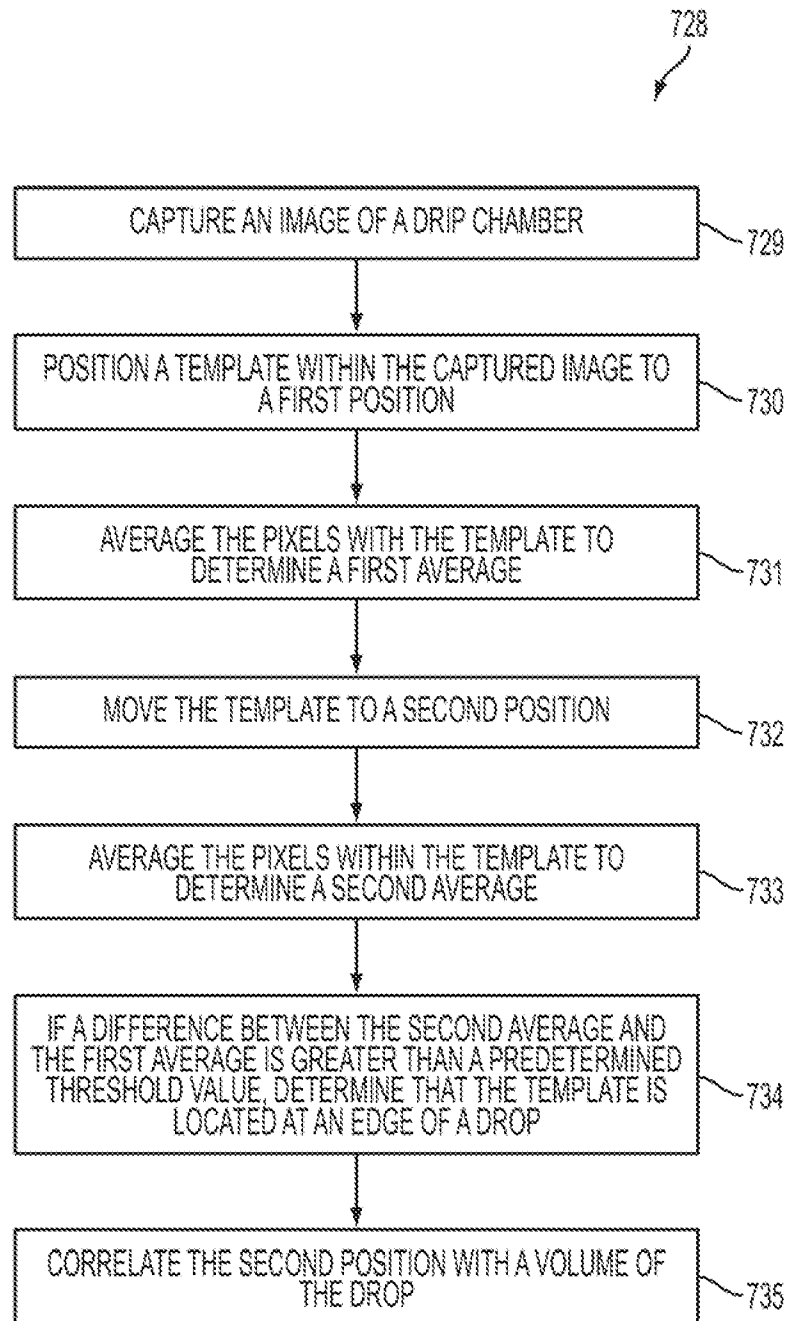 728
CAPTURE AN IMAGE OF A DRIP CHAMBER
729
POSITION A TEMPLATE WITHIN THE CAPTURED IMAGE TO
A FIRST POSITION
730
AVERAGE THE PIXELS WITH THE TEMPLATE TO
DETERMINE A FIRST AVERAGE
731
MOVE THE TEMPLATE TO A SECOND POSITION
732
AVERAGE THE PIXELS WITHIN THE TEMPLATE TO
DETERMINE A SECOND AVERAGE
733
IF A DIFFERENCE BETWEEN THE SECOND AVERAGE AND
THE FIRST AVERAGE IS GREATER THAN A PREDETERMINED
THRESHOLD VALUE, DETERMINE THAT THE TEMPLATE IS
LOCATED AT AN EDGE OF A DROP
734
CORRELATE THE SECOND POSITION WITH A VOLUME OF
THE DROP
735